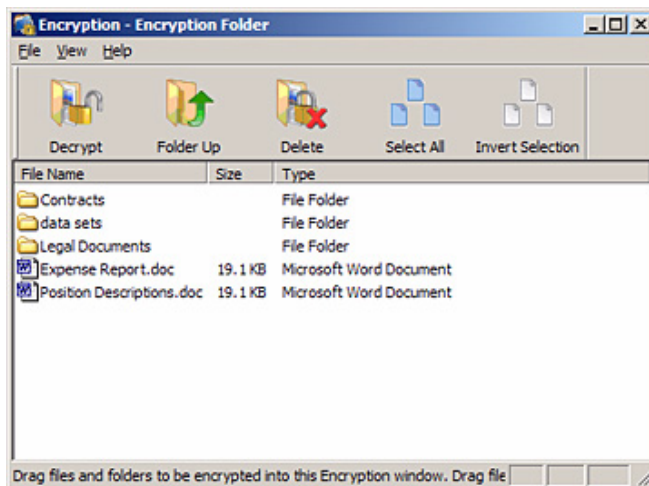 Encryption - Encryption Folder
File View Help
Decrypt Folder Up Delete Select All Invert Selection
File Name Size Type
Contracts File Folder
data sets File Folder
Legal Documents File Folder
Expense Report.doc 19.1 KB Microsoft Word Document
Position Descriptions.doc 19.1 KB Microsoft Word Document
Drag files and folders to be encrypted into this Encryption window. Drag file